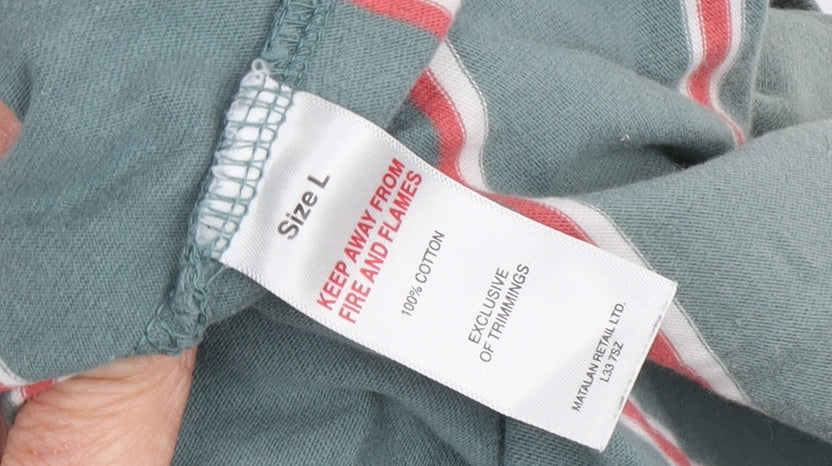 Size L
KEEP AWAY FROM
FIRE AND FLAMES
100% COTTON
EXCLUSIVE
OF TRIMMINGS
MATALAN RETAIL LTD.
L33 7SZ